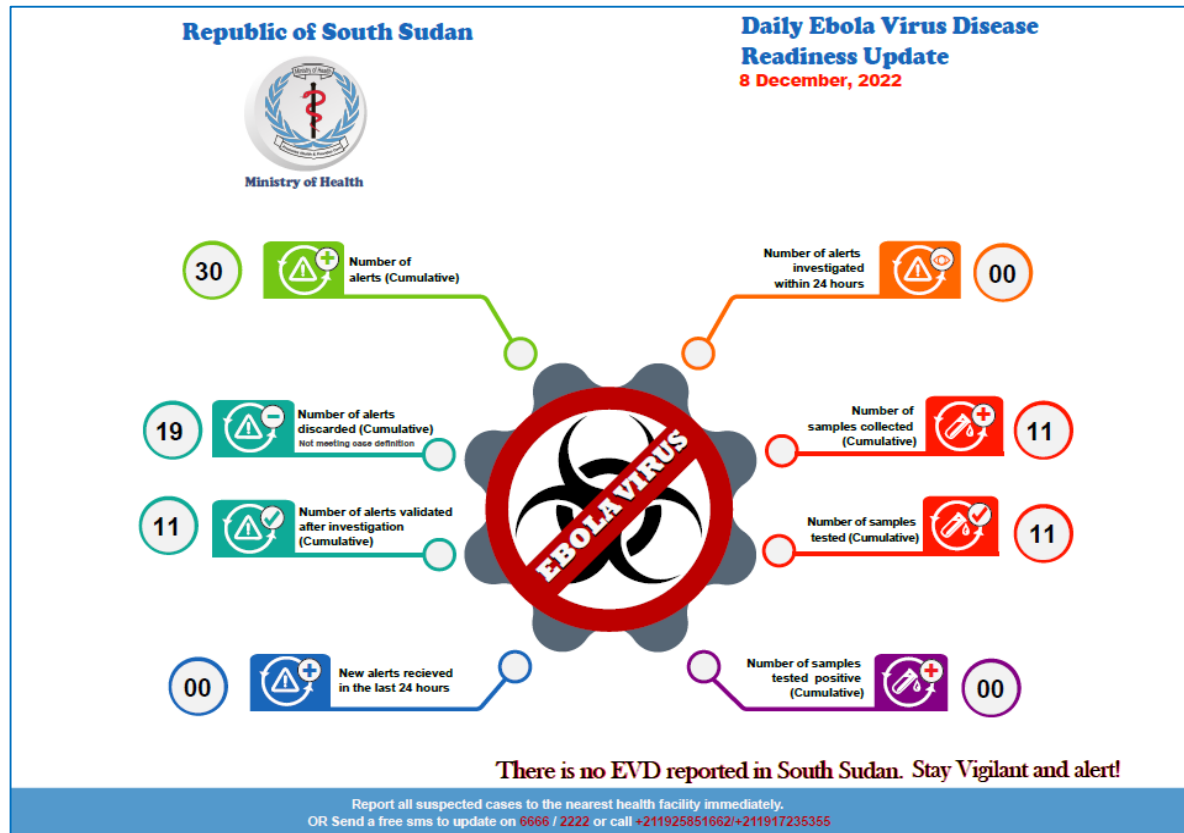 Republic of South Sudan
Ministry of Health
Ministry of Health
Daily Ebola Virus Disease
Readiness Update
8 December, 2022
30
Number of
alerts (Cumulative)
Number of alerts
investigated
within 24 hours
00
19
Number of alerts
discarded (Cumulative)
Not meeting case definition
Number of
samples collected
(Cumulative)
11
11
Number of alerts validated
after investigation
(Cumulative)
Number of samples
tested (Cumulative)
11
EBOLA VIRUS
00
New alerts recieved
in the last 24 hours
Number of samples
tested positive
(Cumulative)
00
There is no EVD reported in South Sudan. Stay Vigilant and alert!
Report all suspected cases to the nearest health facility immediately.
OR Send a free sms to update on 6666 / 2222 or call +211925851662/+211917235355